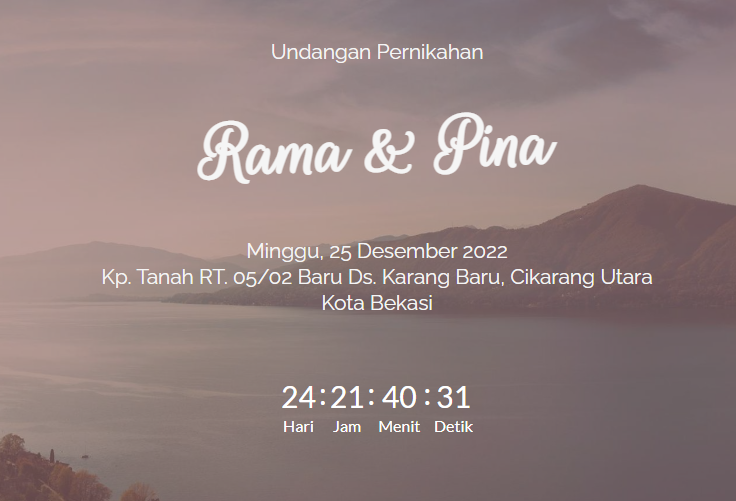 Undangan Pernikahan
Rama & Pina
Minggu, 25 Desember 2022
Kp. Tanah RT. 05/02 Baru Ds. Karang Baru, Cikarang Utara
Kota Bekasi
24 : 21 : 40 : 31
Hari Jam Menit Detik